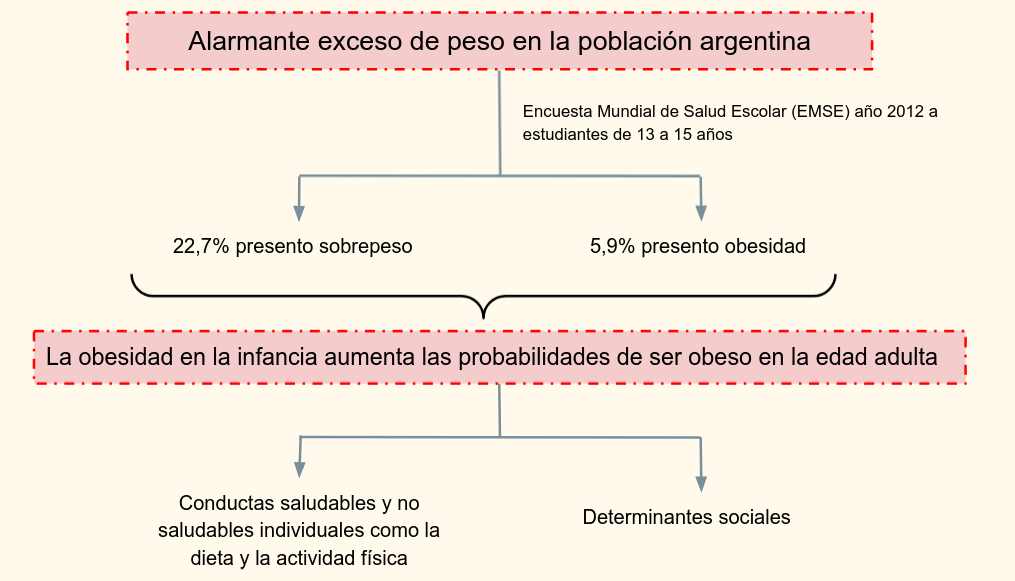 Alarmante exceso de peso en la población argentina
Encuesta Mundial de Salud Escolar (EMSE) año 2012 a
estudiantes de 13 a 15 años
22,7% presento sobrepeso
5,9% presento obesidad
La obesidad en la infancia aumenta las probabilidades de ser obeso en la edad adulta
Conductas saludables y no
saludables individuales como la
dieta y la actividad física
Determinantes sociales